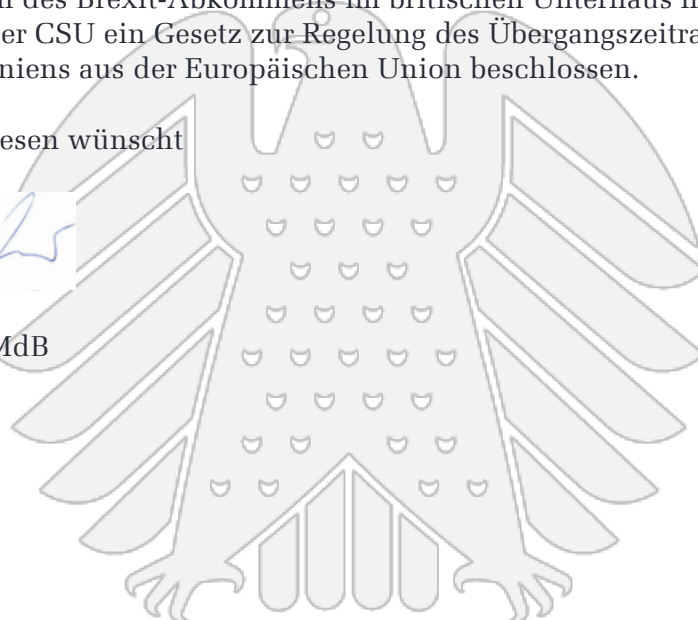 des Brexit-Abkommens im britischen Unterhaus
er CSU ein Gesetz zur Regelung des Übergangszeitra
niens aus der Europäischen Union beschlossen.
esen wünscht
MdB